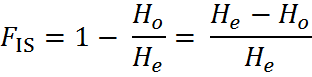 F_IS = 1 − H_o/H_e = (H_e − H_o)/H_e